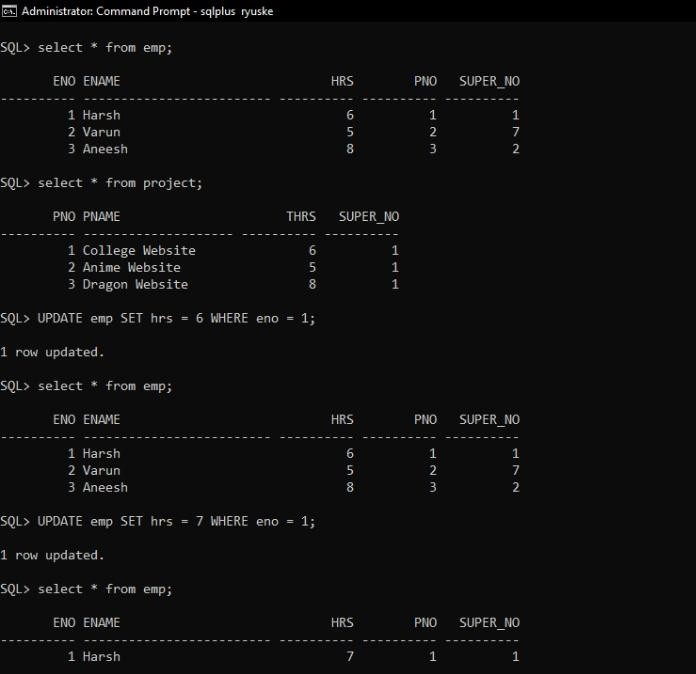 Administrator: Command Prompt - sqlplus ryuske
SQL> select * from emp;
       ENO ENAME                            HRS        PNO   SUPER_NO
---------- ------------------------- ---------- ---------- ----------
         1 Harsh                              6          1          1
         2 Varun                              5          2          7
         3 Aneesh                             8          3          2
SQL> select * from project;
       PNO PNAME                      THRS   SUPER_NO
---------- -------------------- ---------- ----------
         1 College Website               6          1
         2 Anime Website                 5          1
         3 Dragon Website                8          1
SQL> UPDATE emp SET hrs = 6 WHERE eno = 1;
1 row updated.
SQL> select * from emp;
       ENO ENAME                            HRS        PNO   SUPER_NO
---------- ------------------------- ---------- ---------- ----------
         1 Harsh                              6          1          1
         2 Varun                              5          2          7
         3 Aneesh                             8          3          2
SQL> UPDATE emp SET hrs = 7 WHERE eno = 1;
1 row updated.
SQL> select * from emp;
       ENO ENAME                            HRS        PNO   SUPER_NO
---------- ------------------------- ---------- ---------- ----------
         1 Harsh                              7          1          1